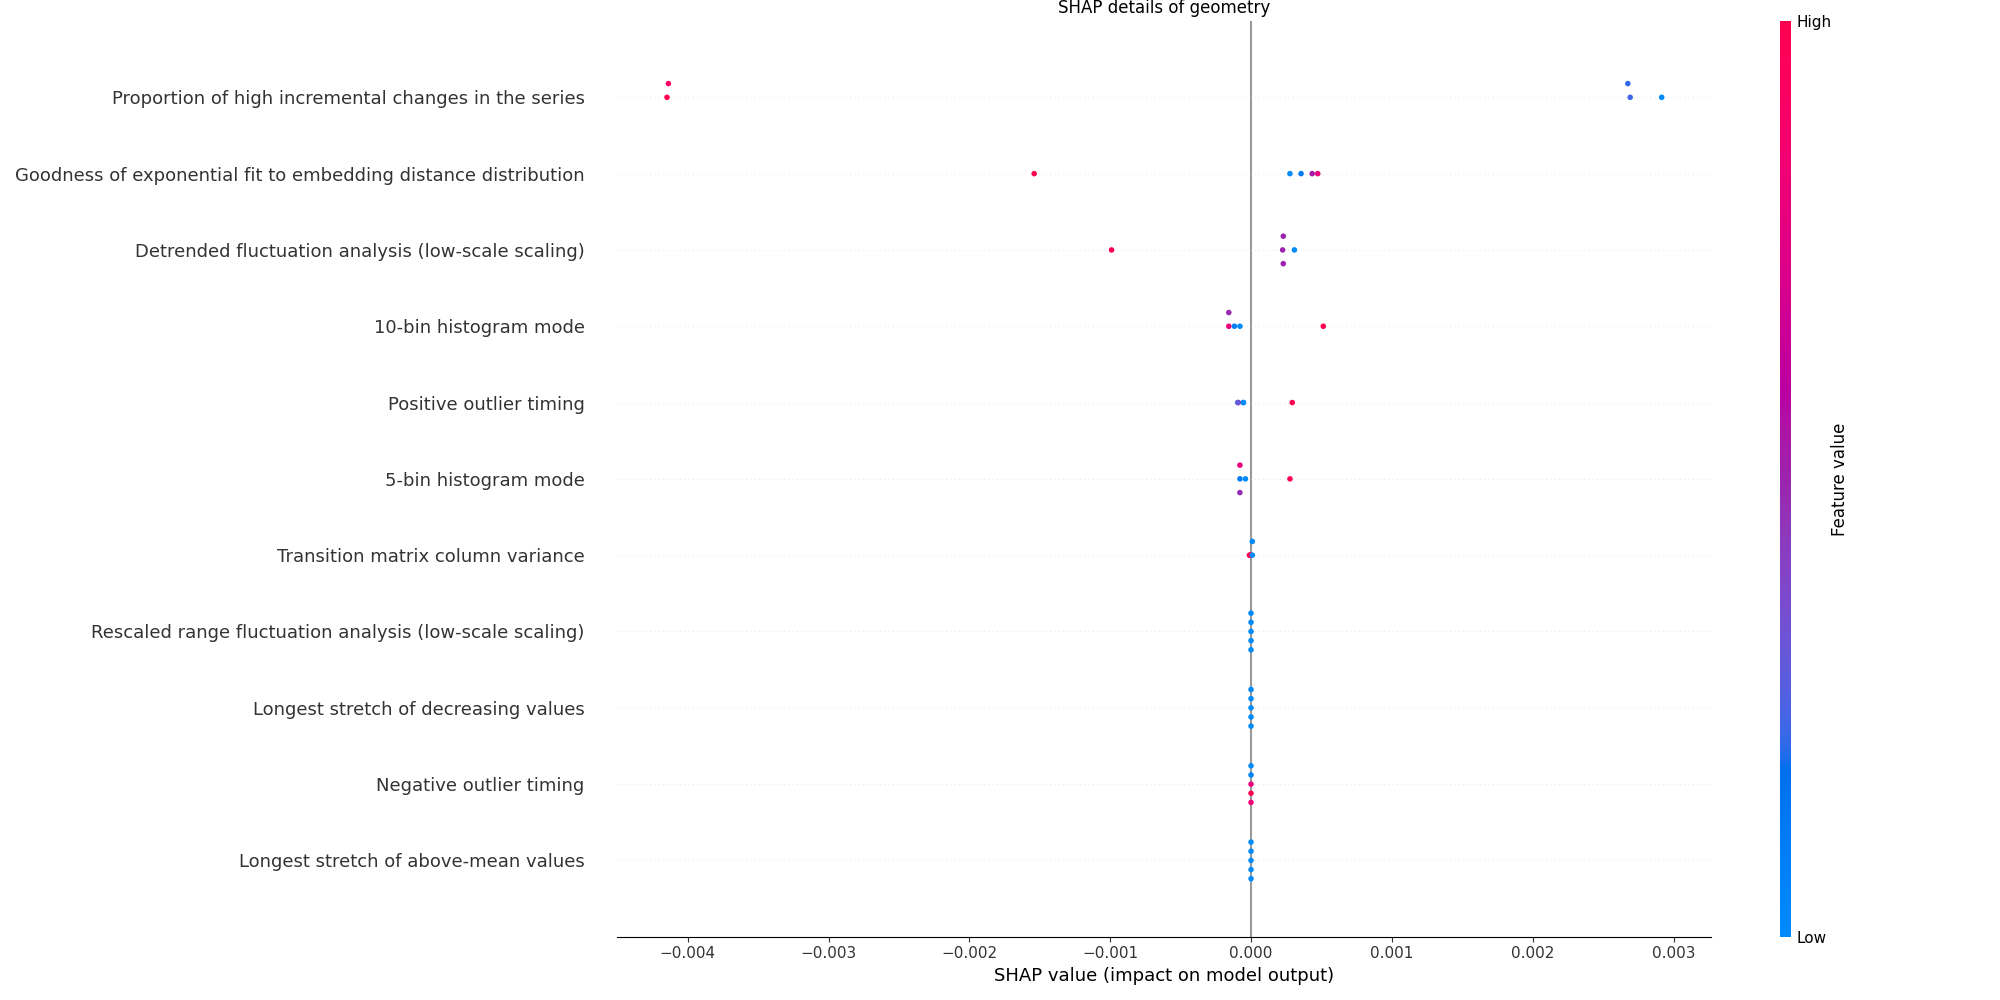 SHAP details of geometry
High
Proportion of high incremental changes in the series
Goodness of exponential fit to embedding distance distribution
Detrended fluctuation analysis (low-scale scaling)
10-bin histogram mode
Positive outlier timing
5-bin histogram mode
Transition matrix column variance
Rescaled range fluctuation analysis (low-scale scaling)
Longest stretch of decreasing values
Negative outlier timing
Longest stretch of above-mean values
Feature value
Low
−0.004 −0.003 −0.002 −0.001 0.000 0.001 0.002 0.003
SHAP value (impact on model output)